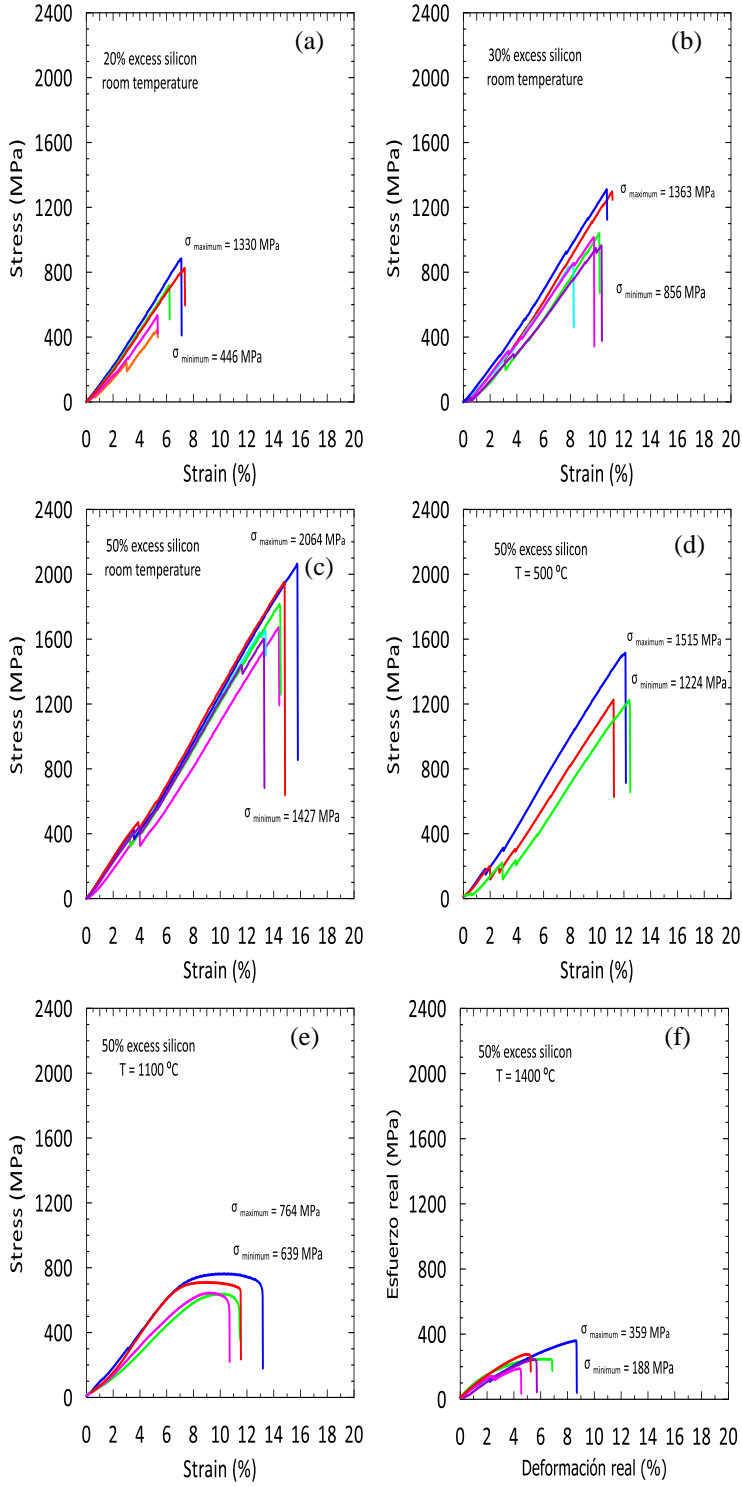 (a)
20% excess silicon
room temperature
σ maximum = 1330 MPa
σ minimum = 446 MPa
Stress (MPa)
2400
2000
1600
1200
800
400
0
0 2 4 6 8 10 12 14 16 18 20
Strain (%)
(b)
30% excess silicon
room temperature
σ maximum = 1363 MPa
σ minimum = 856 MPa
Stress (MPa)
2400
2000
1600
1200
800
400
0
0 2 4 6 8 10 12 14 16 18 20
Strain (%)
(c)
50% excess silicon
room temperature
σ maximum = 2064 MPa
σ minimum = 1427 MPa
Stress (MPa)
2400
2000
1600
1200
800
400
0
0 2 4 6 8 10 12 14 16 18 20
Strain (%)
(d)
50% excess silicon
T = 500 ⁰C
σ maximum = 1515 MPa
σ minimum = 1224 MPa
Stress (MPa)
2400
2000
1600
1200
800
400
0
0 2 4 6 8 10 12 14 16 18 20
Strain (%)
(e)
50% excess silicon
T = 1100 ⁰C
σ maximum = 764 MPa
σ minimum = 639 MPa
Stress (MPa)
2400
2000
1600
1200
800
400
0
0 2 4 6 8 10 12 14 16 18 20
Strain (%)
(f)
50% excess silicon
T = 1400 ⁰C
σ maximum = 359 MPa
σ minimum = 188 MPa
Esfuerzo real (MPa)
2400
2000
1600
1200
800
400
0
0 2 4 6 8 10 12 14 16 18 20
Deformación real (%)